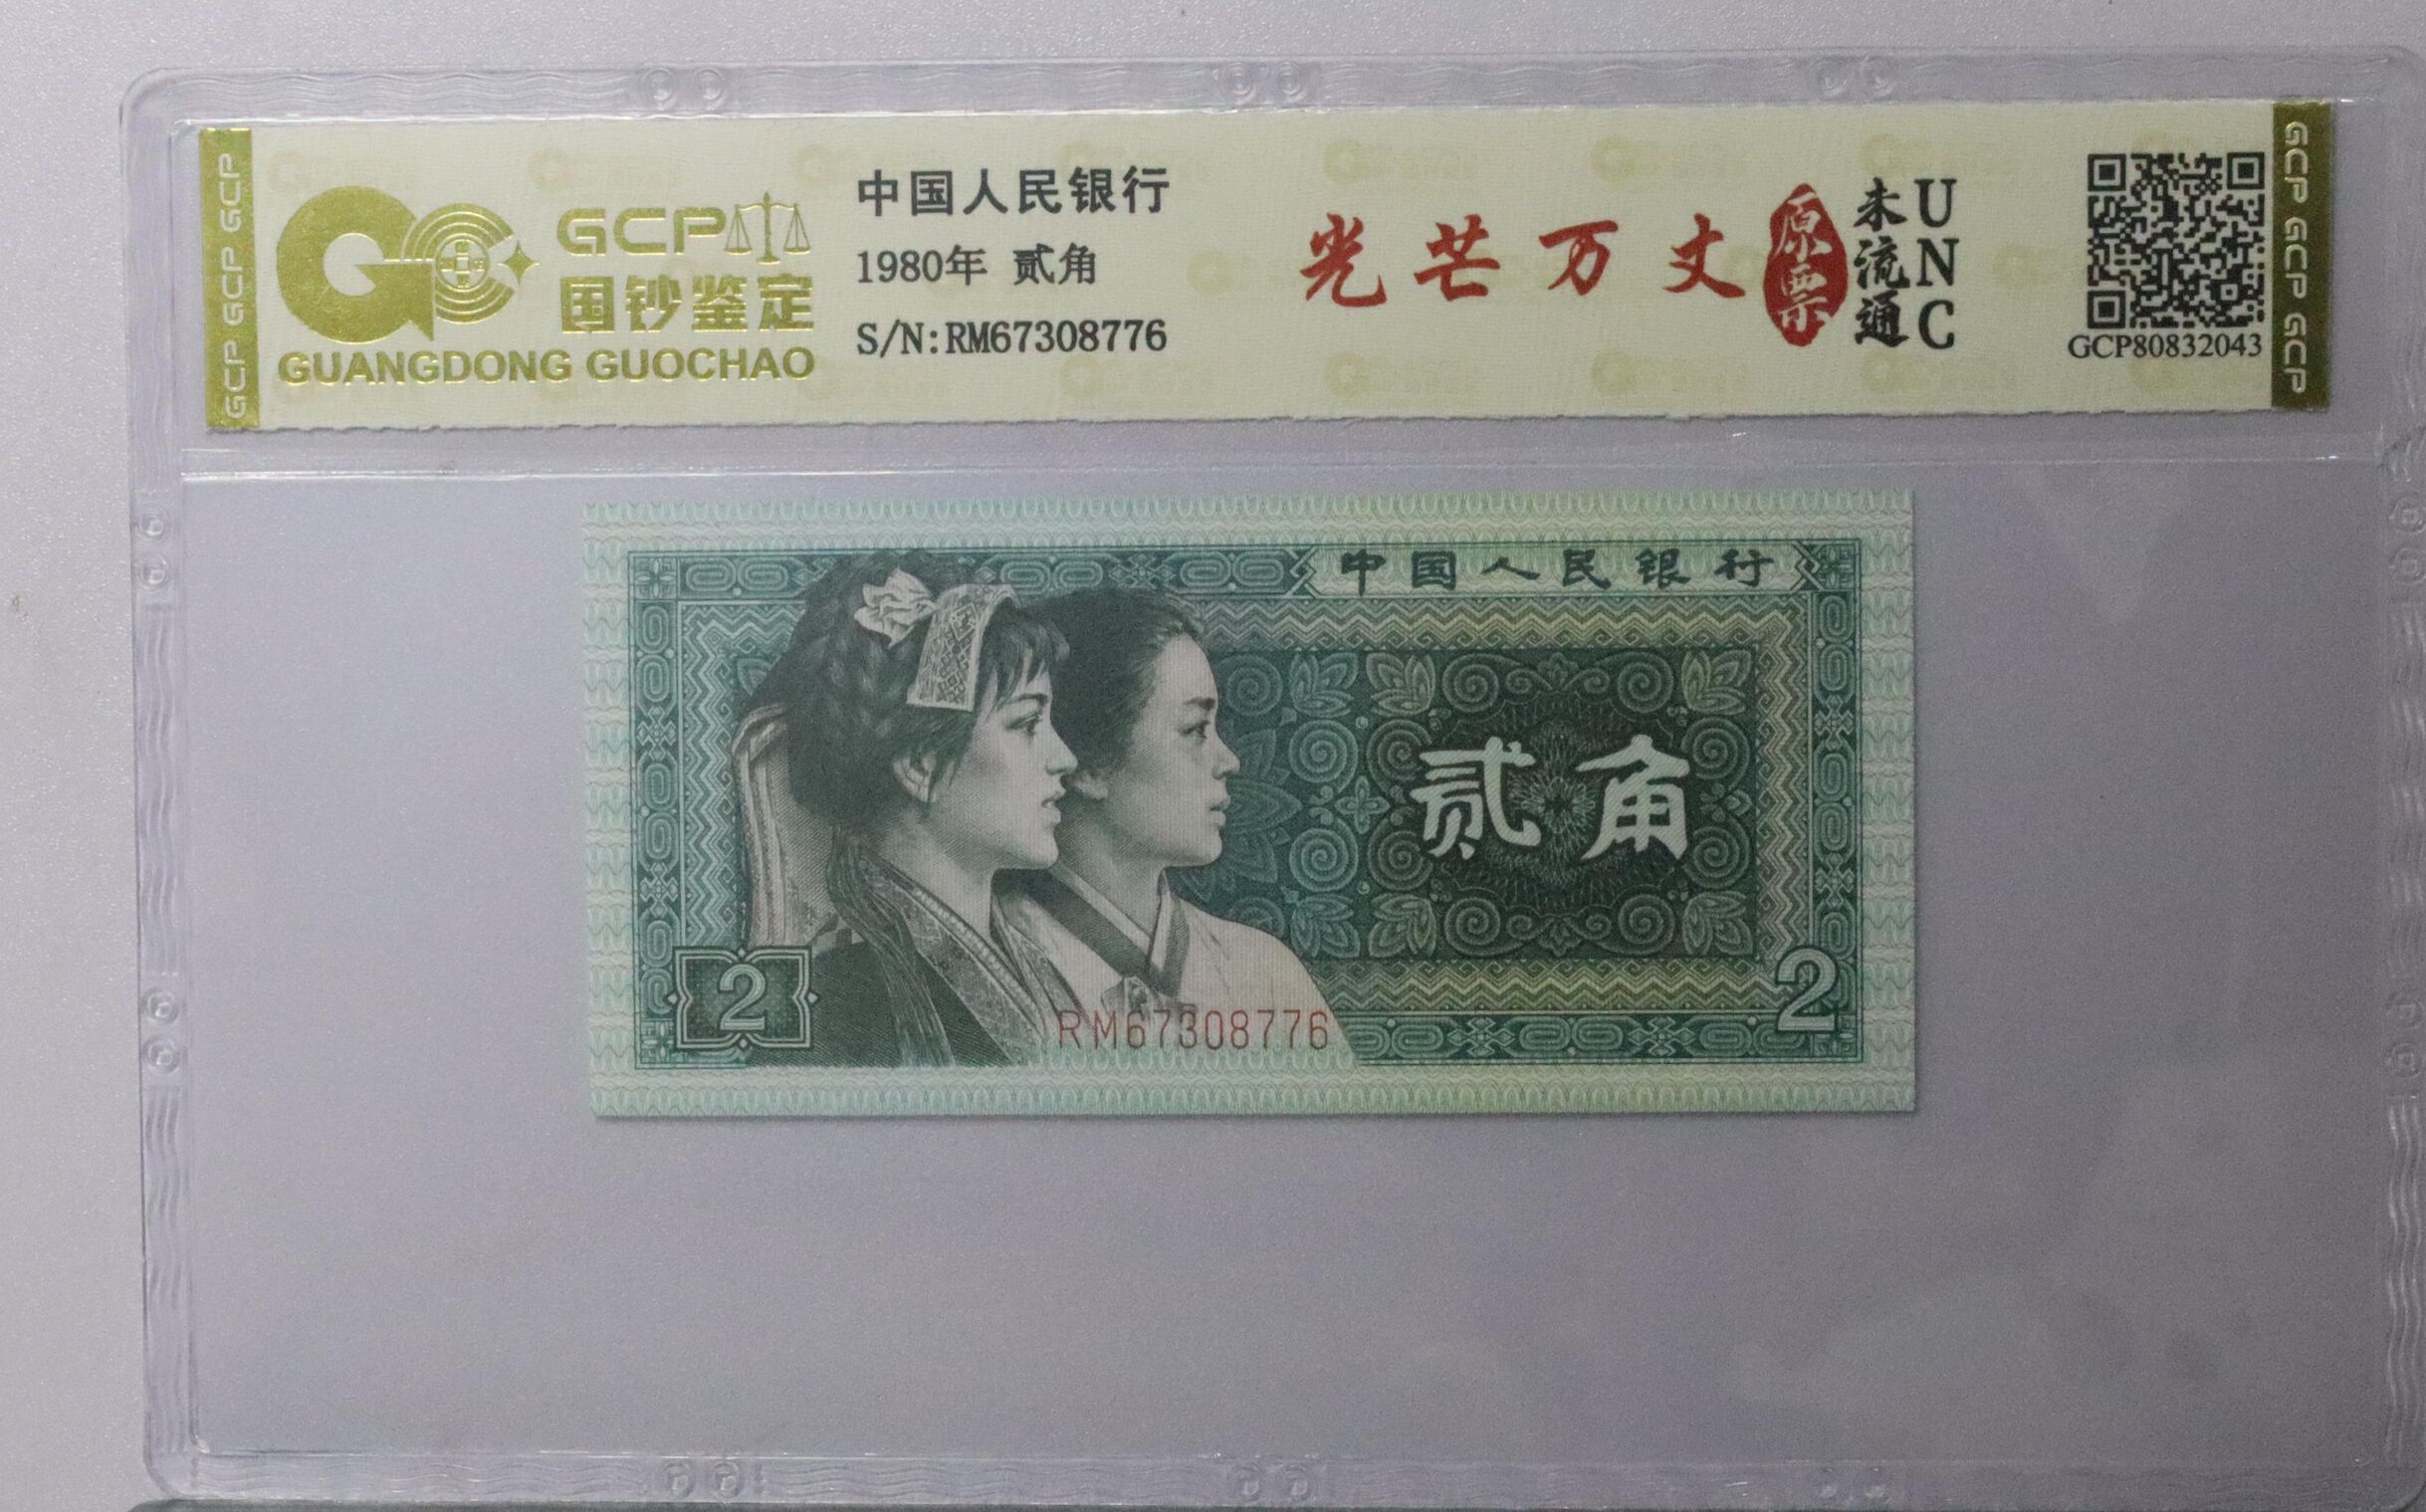 GCP GCP GCP
GCP
国钞鉴定
GUANGDONG GUOCHAO
中国人民银行
1980年 贰角
S/N:RM67308776
光芒万丈
原票
未流通
UNC
GCP80832043
GCP GCP GCP
中国人民银行
贰角
2
RM67308776
2